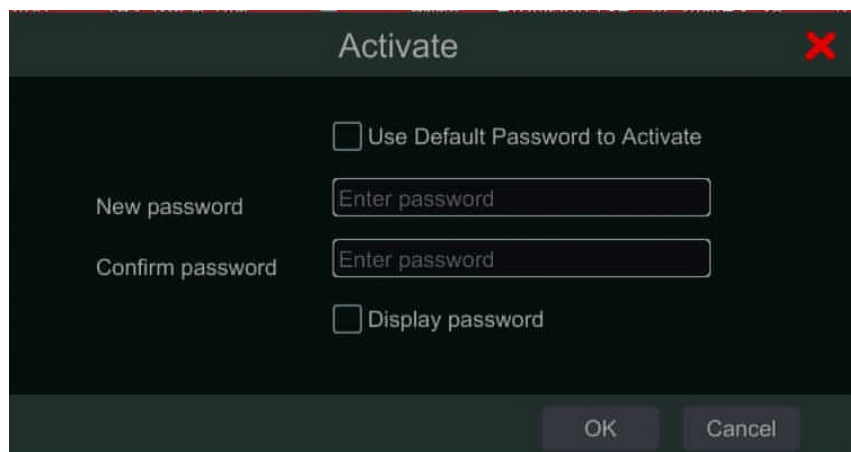 Activate
Use Default Password to Activate
New password
Enter password
Confirm password
Enter password
Display password
OK
Cancel